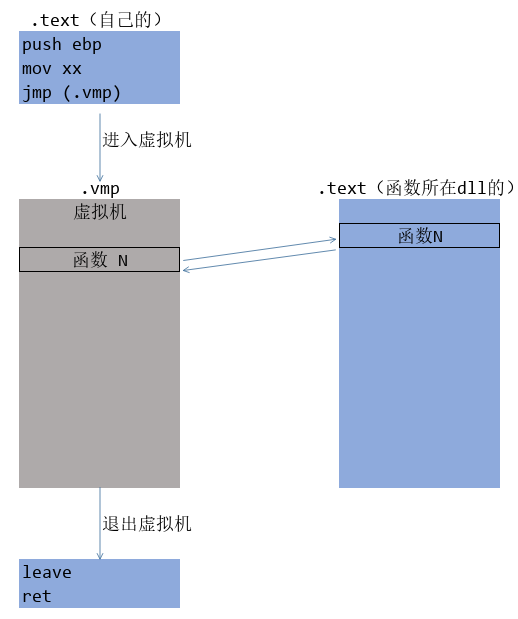 .text（自己的）
push ebp
mov xx
jmp (.vmp)
进入虚拟机
.vmp
.text（函数所在dll的）
虚拟机
函数N
函数 N
退出虚拟机
leave
ret